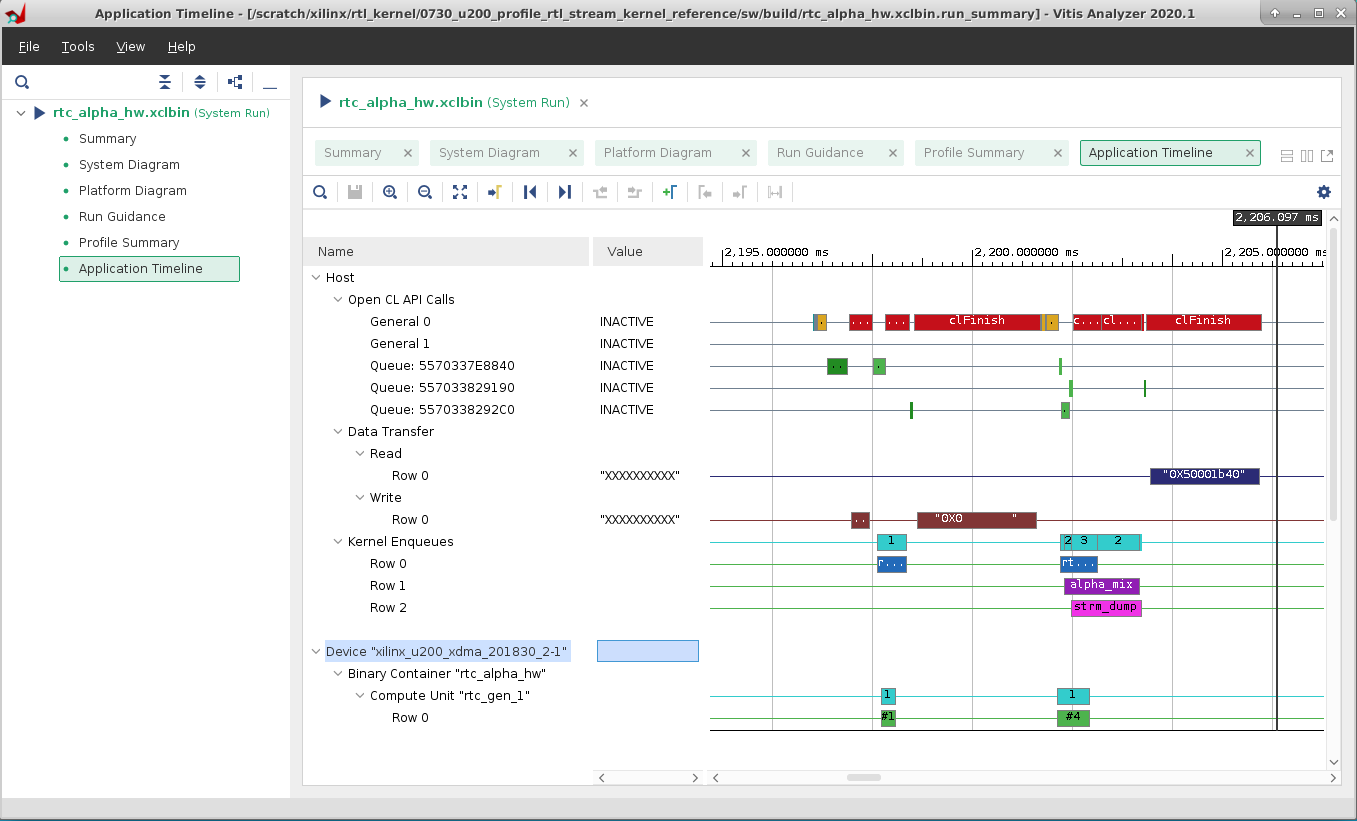 Application Timeline - [/scratch/xilinx/rtl_kernel/0730_u200_profile_rtl_stream_kernel_reference/sw/build/rtc_alpha_hw.xclbin.run_summary] - Vitis Analyzer 2020.1
File Tools View Help
rtc_alpha_hw.xclbin (System Run)
Summary
System Diagram
Platform Diagram
Run Guidance
Profile Summary
Application Timeline
rtc_alpha_hw.xclbin (System Run)
Summary System Diagram Platform Diagram Run Guidance Profile Summary Application Timeline
2,206.097 ms
Name Value 2,195.000000 ms 2,200.000000 ms 2,205.000000 ms
Host
Open CL API Calls
General 0 INACTIVE . ... ... clFinish . c... cl... clFinish
General 1 INACTIVE
Queue: 5570337E8840 INACTIVE .. .
Queue: 557033829190 INACTIVE
Queue: 5570338292C0 INACTIVE .
Data Transfer
Read
Row 0 "XXXXXXXXXX" "0X50001b40"
Write
Row 0 "XXXXXXXXXX" .. "0X0 "
Kernel Enqueues 1 2 3 2
Row 0 r... rt...
Row 1 alpha_mix
Row 2 strm_dump
Device "xilinx_u200_xdma_201830_2-1"
Binary Container "rtc_alpha_hw"
Compute Unit "rtc_gen_1" 1 1
Row 0 #1 #4